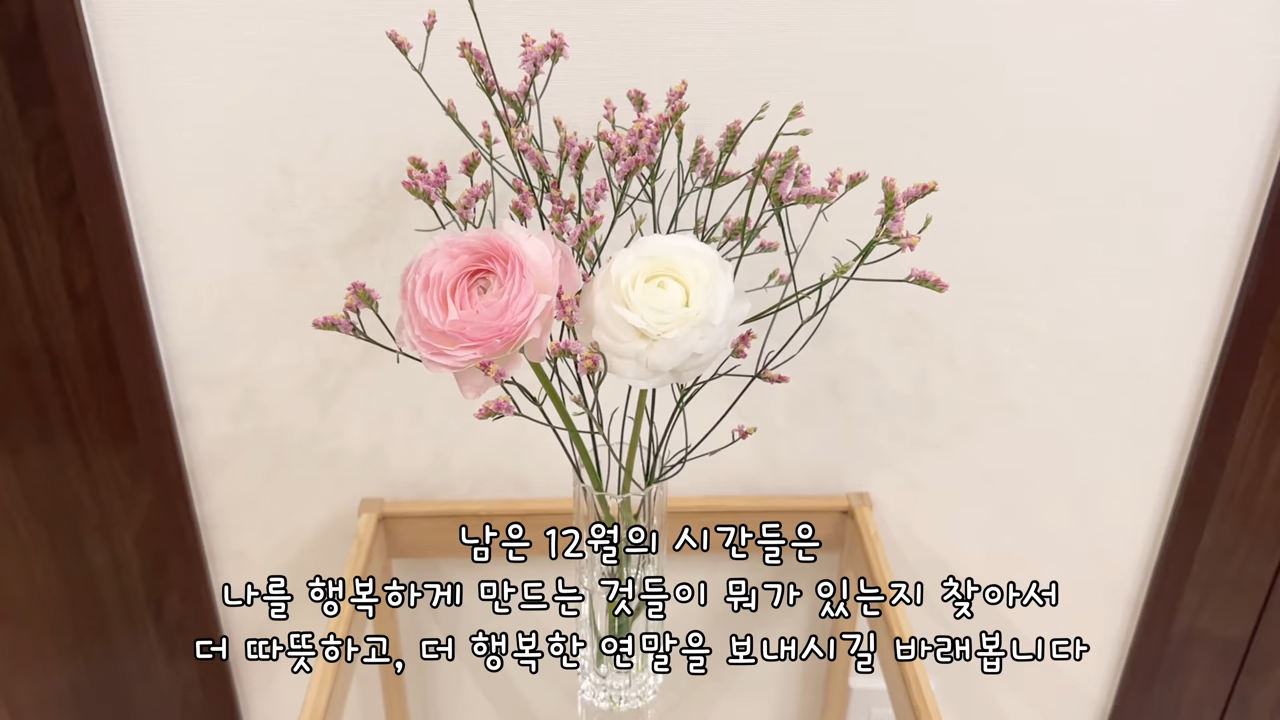 남은 12월의 시간들은
나를 행복하게 만드는 것들이 뭐가 있는지 찾아서
더 따뜻하고, 더 행복한 연말을 보내시길 바래봅니다